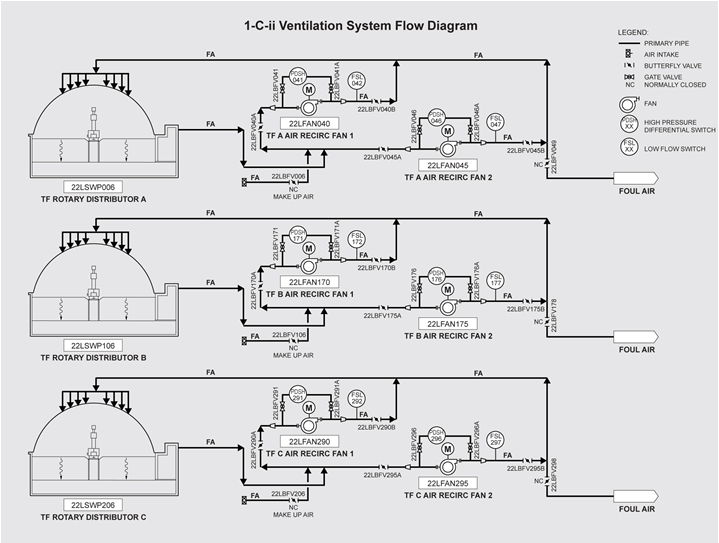 1-C-ii Ventilation System Flow Diagram
LEGEND:
PRIMARY PIPE
AIR INTAKE
BUTTERFLY VALVE
GATE VALVE
NC NORMALLY CLOSED
FAN
PDSH
XX
HIGH PRESSURE
DIFFERENTIAL SWITCH
FSL
XX
LOW FLOW SWITCH
FA
FA
22LBFV041
PDSH
041
22LBFV041A
M
FSL
042
FA
22LBFV040B
22LBFV040A
22LFAN040
TF A AIR RECIRC FAN 1
22LBFV046
PDSH
046
22LBFV046A
M
FSL
047
FA
22LBFV045B
22LBFV049
NC
FA
22LBFV045A
22LFAN045
TF A AIR RECIRC FAN 2
FA
22LBFV006
NC
MAKE UP AIR
22LSWP006
TF ROTARY DISTRIBUTOR A
FOUL AIR
FA
FA
22LBFV171
PDSH
171
22LBFV171A
M
FSL
172
FA
22LBFV170B
22LBFV170A
22LFAN170
TF B AIR RECIRC FAN 1
22LBFV176
PDSH
176
22LBFV176A
M
FSL
177
FA
22LBFV175B
22LBFV178
NC
FA
22LBFV175A
22LFAN175
TF B AIR RECIRC FAN 2
FA
22LBFV106
NC
MAKE UP AIR
22LSWP106
TF ROTARY DISTRIBUTOR B
FOUL AIR
FA
FA
22LBFV291
PDSH
291
22LBFV291A
M
FSL
292
FA
22LBFV290B
22LBFV290A
22LFAN290
TF C AIR RECIRC FAN 1
22LBFV296
PDSH
296
22LBFV296A
M
FSL
297
FA
22LBFV295B
22LBFV298
NC
FA
22LBFV295A
22LFAN295
TF C AIR RECIRC FAN 2
FA
22LBFV206
NC
MAKE UP AIR
22LSWP206
TF ROTARY DISTRIBUTOR C
FOUL AIR